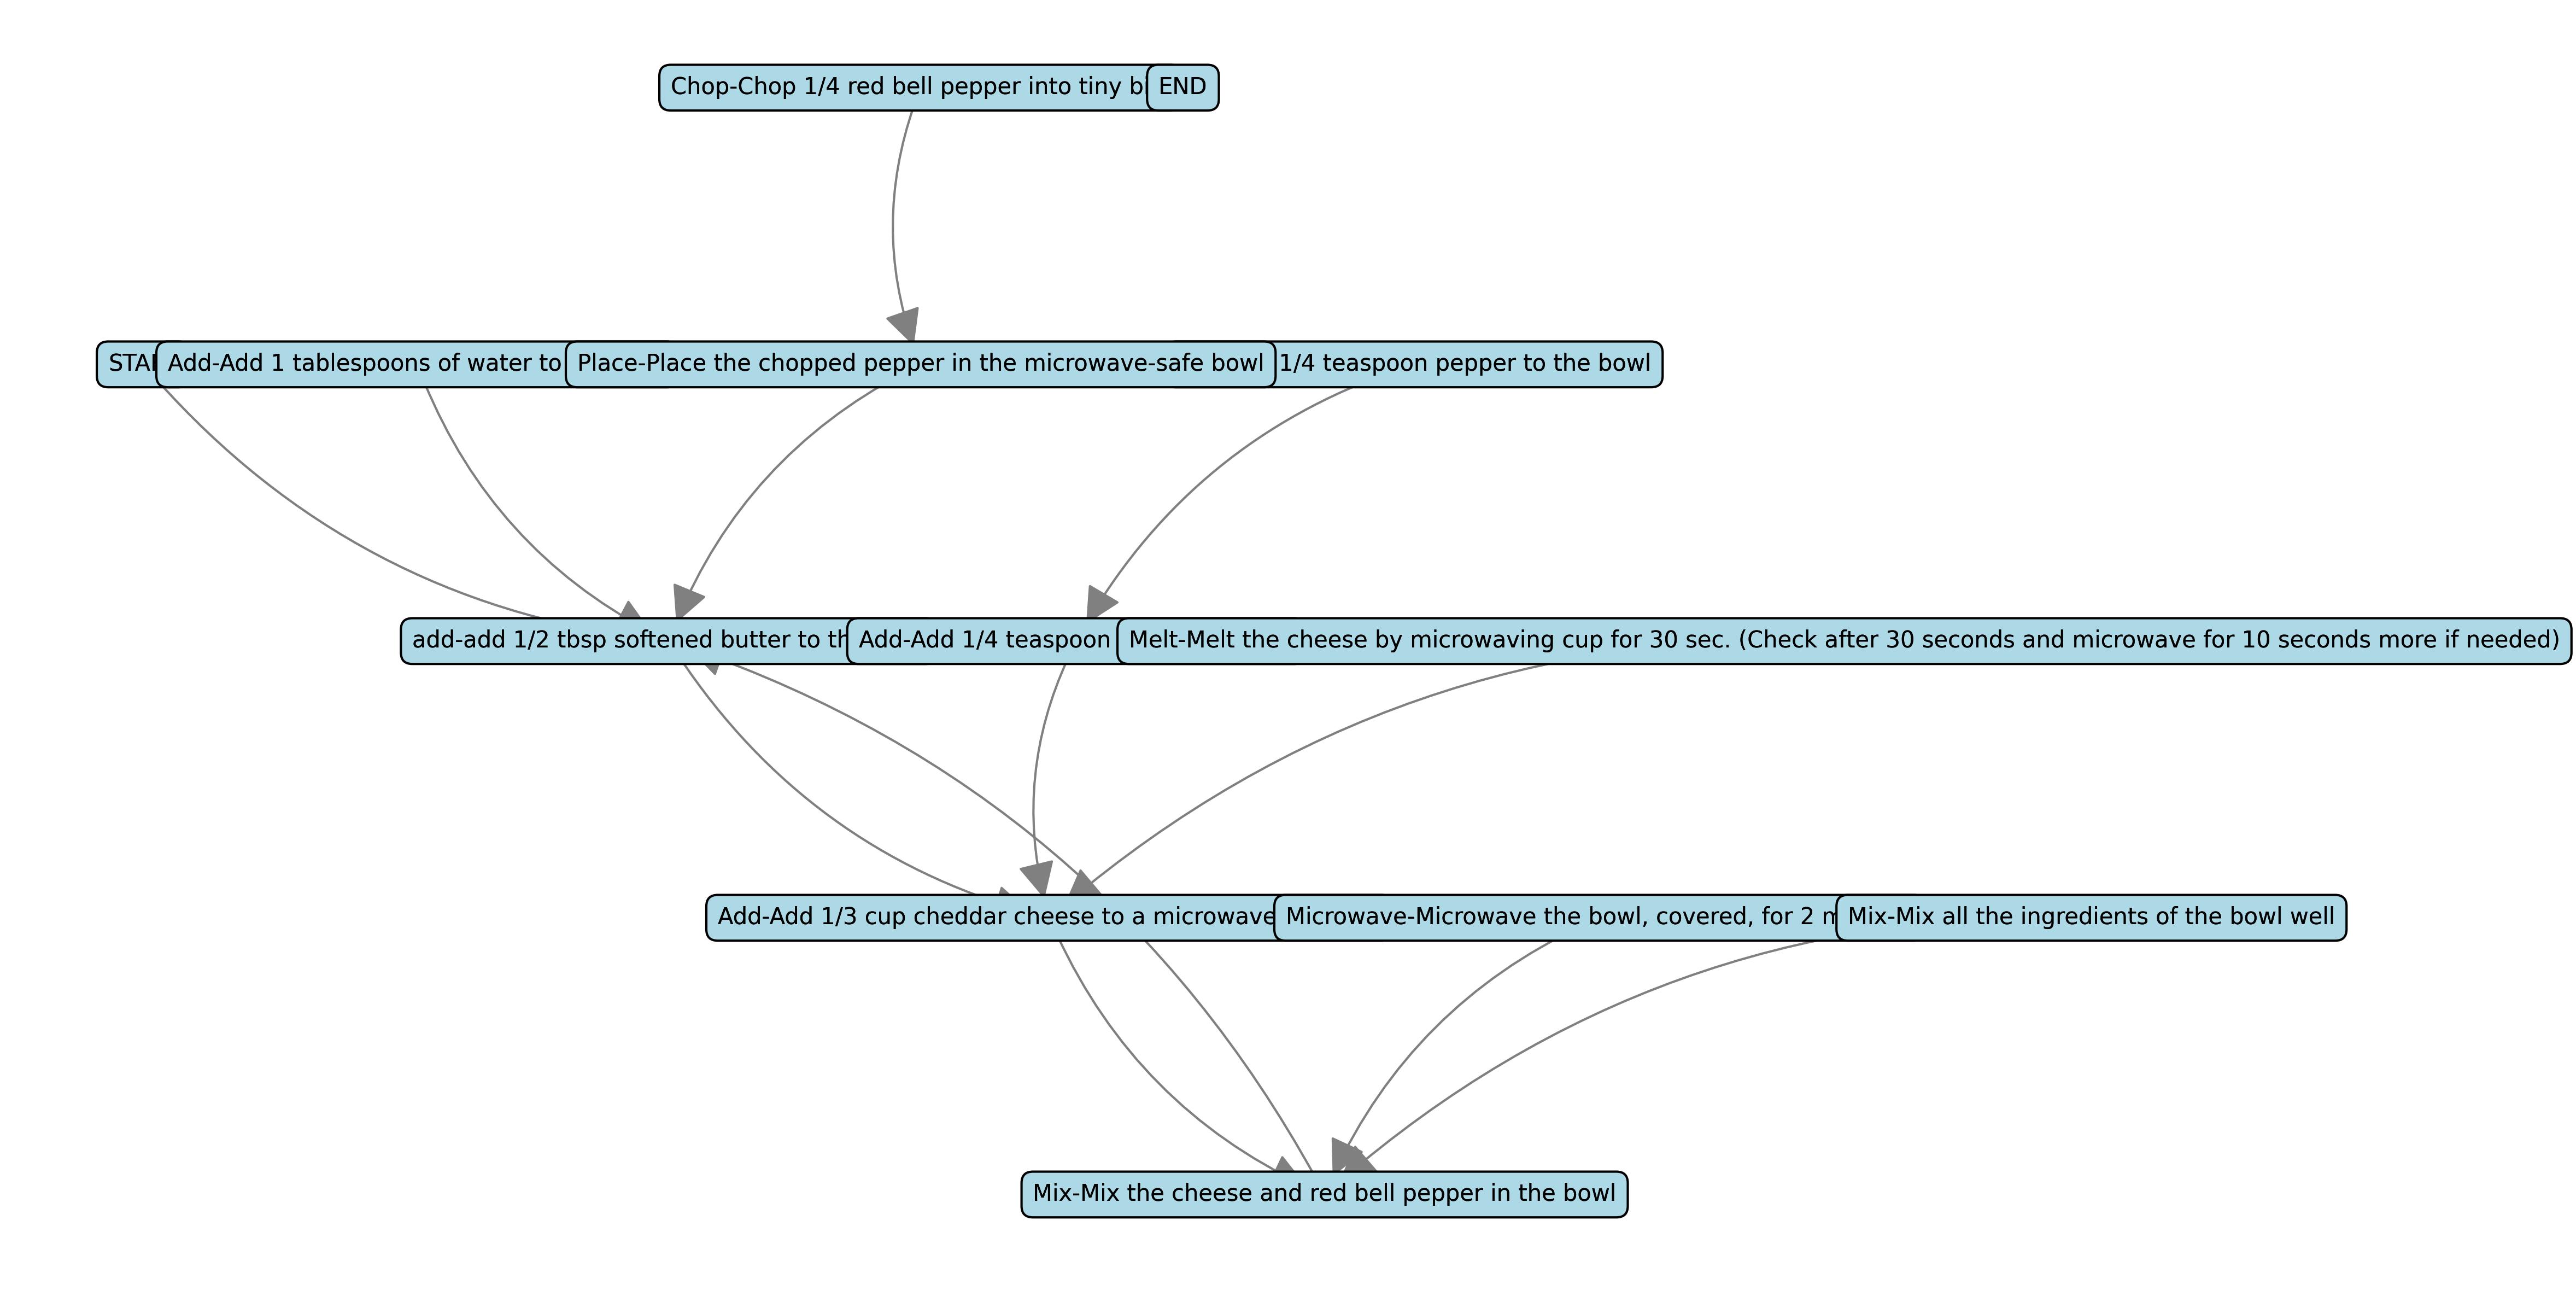 Chop-Chop 1/4 red bell pepper into tiny END
Add-Add 1 tablespoons of water to Place-Place the chopped pepper in the microwave-safe bowl 1/4 teaspoon pepper to the bowl
add-add 1/2 tbsp softened butter to Add-Add 1/4 teaspoon Melt-Melt the cheese by microwaving cup for 30 sec. (Check after 30 seconds and microwave for 10 seconds more if needed)
Add-Add 1/3 cup cheddar cheese to a microwave Microwave-Microwave the bowl, covered, for 2 Mix-Mix all the ingredients of the bowl well
Mix-Mix the cheese and red bell pepper in the bowl